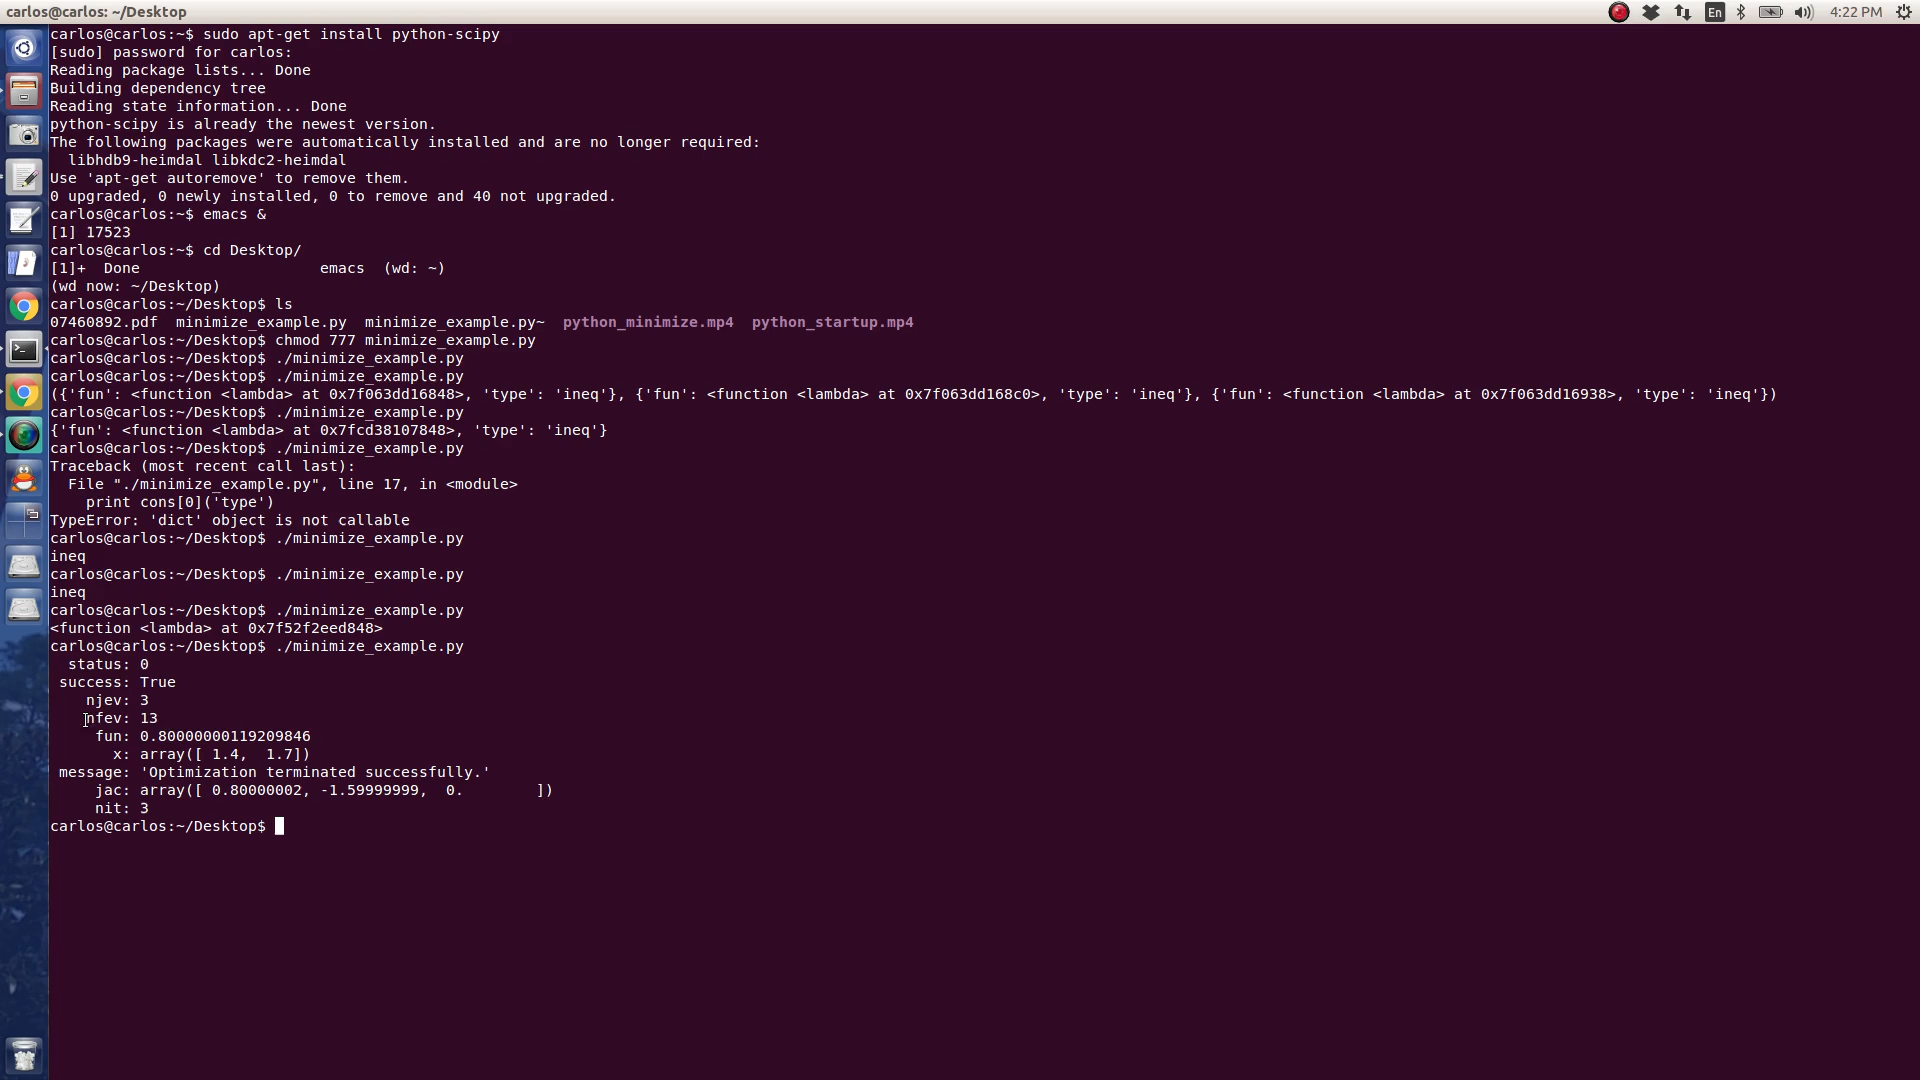 carlos@carlos: ~/Desktop
En
4:22 PM
carlos@carlos:~$ sudo apt-get install python-scipy
[sudo] password for carlos:
Reading package lists... Done
Building dependency tree
Reading state information... Done
python-scipy is already the newest version.
The following packages were automatically installed and are no longer required:
  libhdb9-heimdal libkdc2-heimdal
Use 'apt-get autoremove' to remove them.
0 upgraded, 0 newly installed, 0 to remove and 40 not upgraded.
carlos@carlos:~$ emacs &
[1] 17523
carlos@carlos:~$ cd Desktop/
[1]+  Done                    emacs  (wd: ~)
(wd now: ~/Desktop)
carlos@carlos:~/Desktop$ ls
07460892.pdf  minimize_example.py  minimize_example.py~  python_minimize.mp4  python_startup.mp4
carlos@carlos:~/Desktop$ chmod 777 minimize_example.py
carlos@carlos:~/Desktop$ ./minimize_example.py
carlos@carlos:~/Desktop$ ./minimize_example.py
({'fun': <function <lambda> at 0x7f063dd16848>, 'type': 'ineq'}, {'fun': <function <lambda> at 0x7f063dd168c0>, 'type': 'ineq'}, {'fun': <function <lambda> at 0x7f063dd16938>, 'type': 'ineq'})
carlos@carlos:~/Desktop$ ./minimize_example.py
{'fun': <function <lambda> at 0x7fcd38107848>, 'type': 'ineq'}
carlos@carlos:~/Desktop$ ./minimize_example.py
Traceback (most recent call last):
  File "./minimize_example.py", line 17, in <module>
    print cons[0]('type')
TypeError: 'dict' object is not callable
carlos@carlos:~/Desktop$ ./minimize_example.py
ineq
carlos@carlos:~/Desktop$ ./minimize_example.py
ineq
carlos@carlos:~/Desktop$ ./minimize_example.py
<function <lambda> at 0x7f52f2eed848>
carlos@carlos:~/Desktop$ ./minimize_example.py
  status: 0
 success: True
    njev: 3
    nfev: 13
     fun: 0.80000000119209846
       x: array([ 1.4,  1.7])
 message: 'Optimization terminated successfully.'
     jac: array([ 0.80000002, -1.59999999,  0.        ])
     nit: 3
carlos@carlos:~/Desktop$